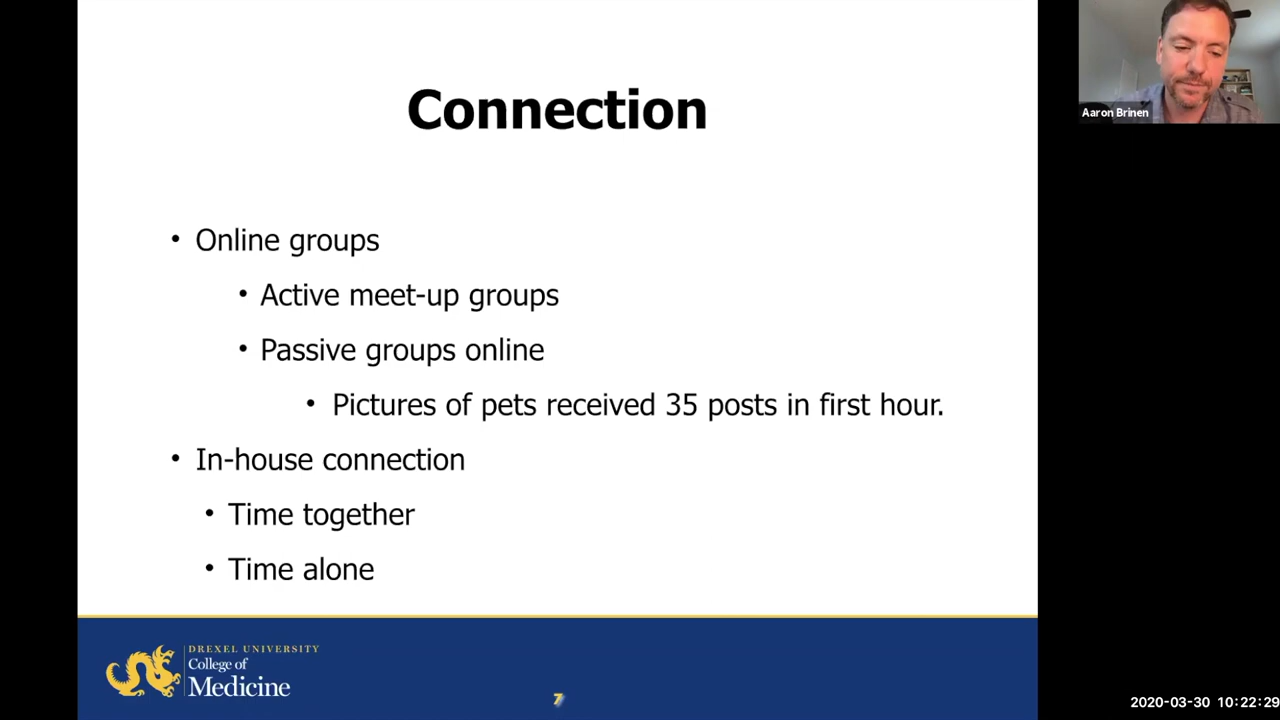 Connection
• Online groups
• Active meet-up groups
• Passive groups online
• Pictures of pets received 35 posts in first hour.
• In-house connection
• Time together
• Time alone
DREXEL UNIVERSITY
College of
Medicine
7
Aaron Brinen
2020-03-30 10:22:29